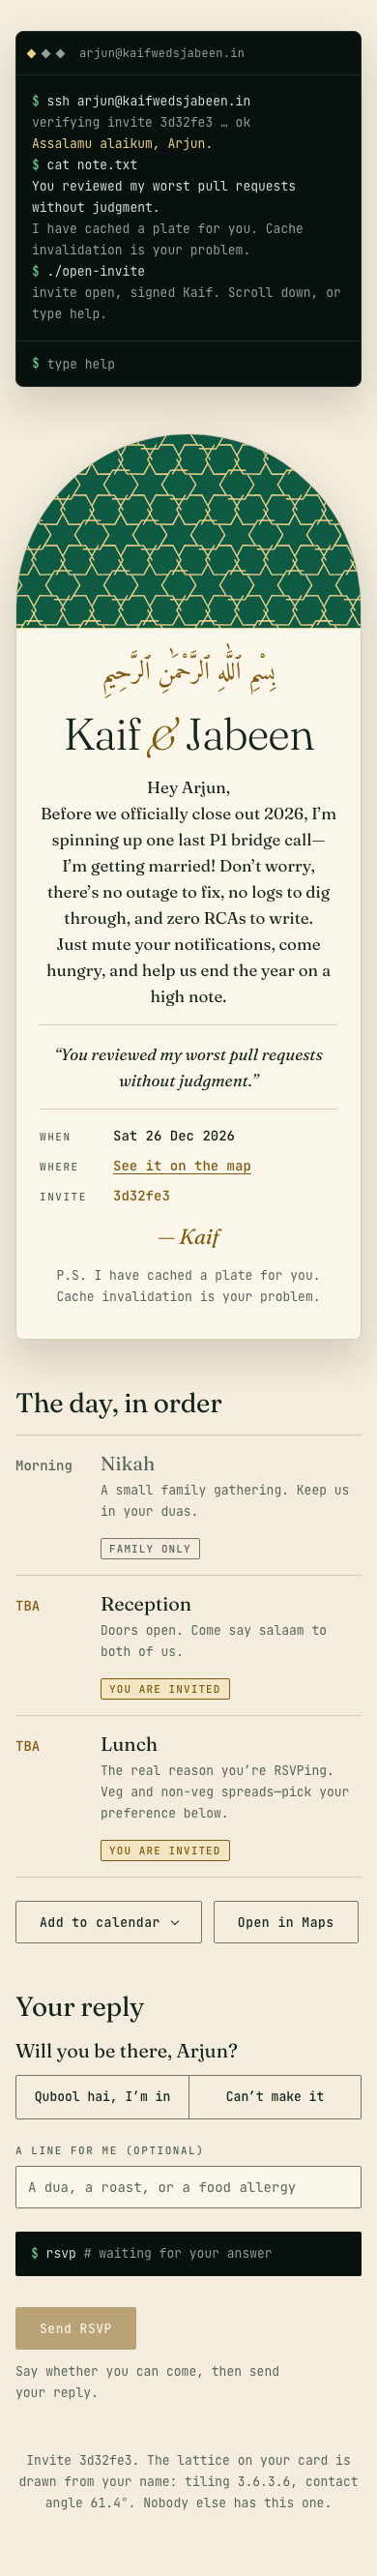 arjun@kaifwedsjabeen.in
$ ssh arjun@kaifwedsjabeen.in
verifying invite 3d32fe3 … ok
Assalamu alaikum, Arjun.
$ cat note.txt
You reviewed my worst pull requests
without judgment.
I have cached a plate for you. Cache
invalidation is your problem.
$ ./open-invite
invite open, signed Kaif. Scroll down, or
type help.
$ type help
بِسْمِ ٱللَّٰهِ ٱلرَّحْمَٰنِ ٱلرَّحِيمِ
Kaif & Jabeen
Hey Arjun,
Before we officially close out 2026, I’m
spinning up one last P1 bridge call—
I’m getting married! Don’t worry,
there’s no outage to fix, no logs to dig
through, and zero RCAs to write.
Just mute your notifications, come
hungry, and help us end the year on a
high note.
“You reviewed my worst pull requests
without judgment.”
WHEN Sat 26 Dec 2026
WHERE See it on the map
INVITE 3d32fe3
— Kaif
P.S. I have cached a plate for you.
Cache invalidation is your problem.
The day, in order
Morning Nikah
A small family gathering. Keep us
in your duas.
FAMILY ONLY
TBA Reception
Doors open. Come say salaam to
both of us.
YOU ARE INVITED
TBA Lunch
The real reason you’re RSVPing.
Veg and non-veg spreads—pick your
preference below.
YOU ARE INVITED
Add to calendar Open in Maps
Your reply
Will you be there, Arjun?
Qubool hai, I’m in Can’t make it
A LINE FOR ME (OPTIONAL)
A dua, a roast, or a food allergy
$ rsvp # waiting for your answer
Send RSVP
Say whether you can come, then send
your reply.
Invite 3d32fe3. The lattice on your card is
drawn from your name: tiling 3.6.3.6, contact
angle 61.4°. Nobody else has this one.